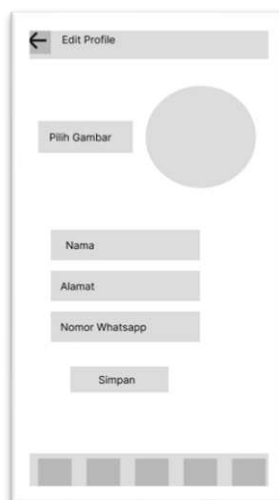 Edit Profile
Pilih Gambar
Nama
Alamat
Nomor Whatsapp
Simpan